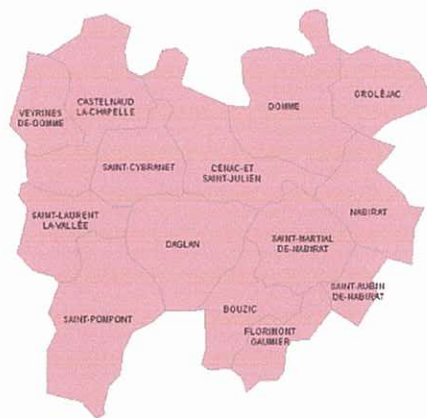 CASTELNAUD
LA-CHAPELLE
VEYRINES
DE-DOMME
DOMME
GROLÉJAC
SAINT-CYBRANET
CÉNAC-ET
SAINT-JULIEN
SAINT-LAURENT
LA-VALLÉE
NABIRAT
DAGLAN
SAINT-MARTIAL
DE-NABIRAT
SAINT-AUBIN
DE-NABIRAT
SAINT-POMPONT
BOUZIC
FLORIMONT
GAUMIER